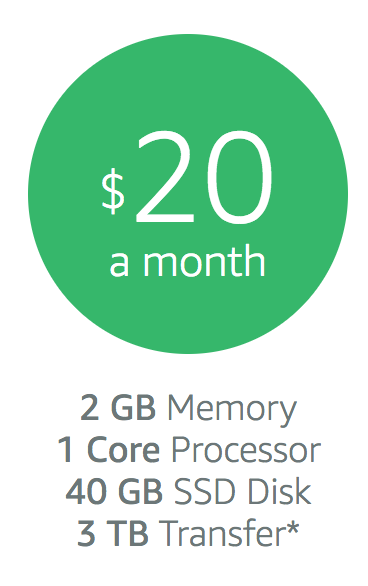 $20
a month
2 GB Memory
1 Core Processor
40 GB SSD Disk
3 TB Transfer*